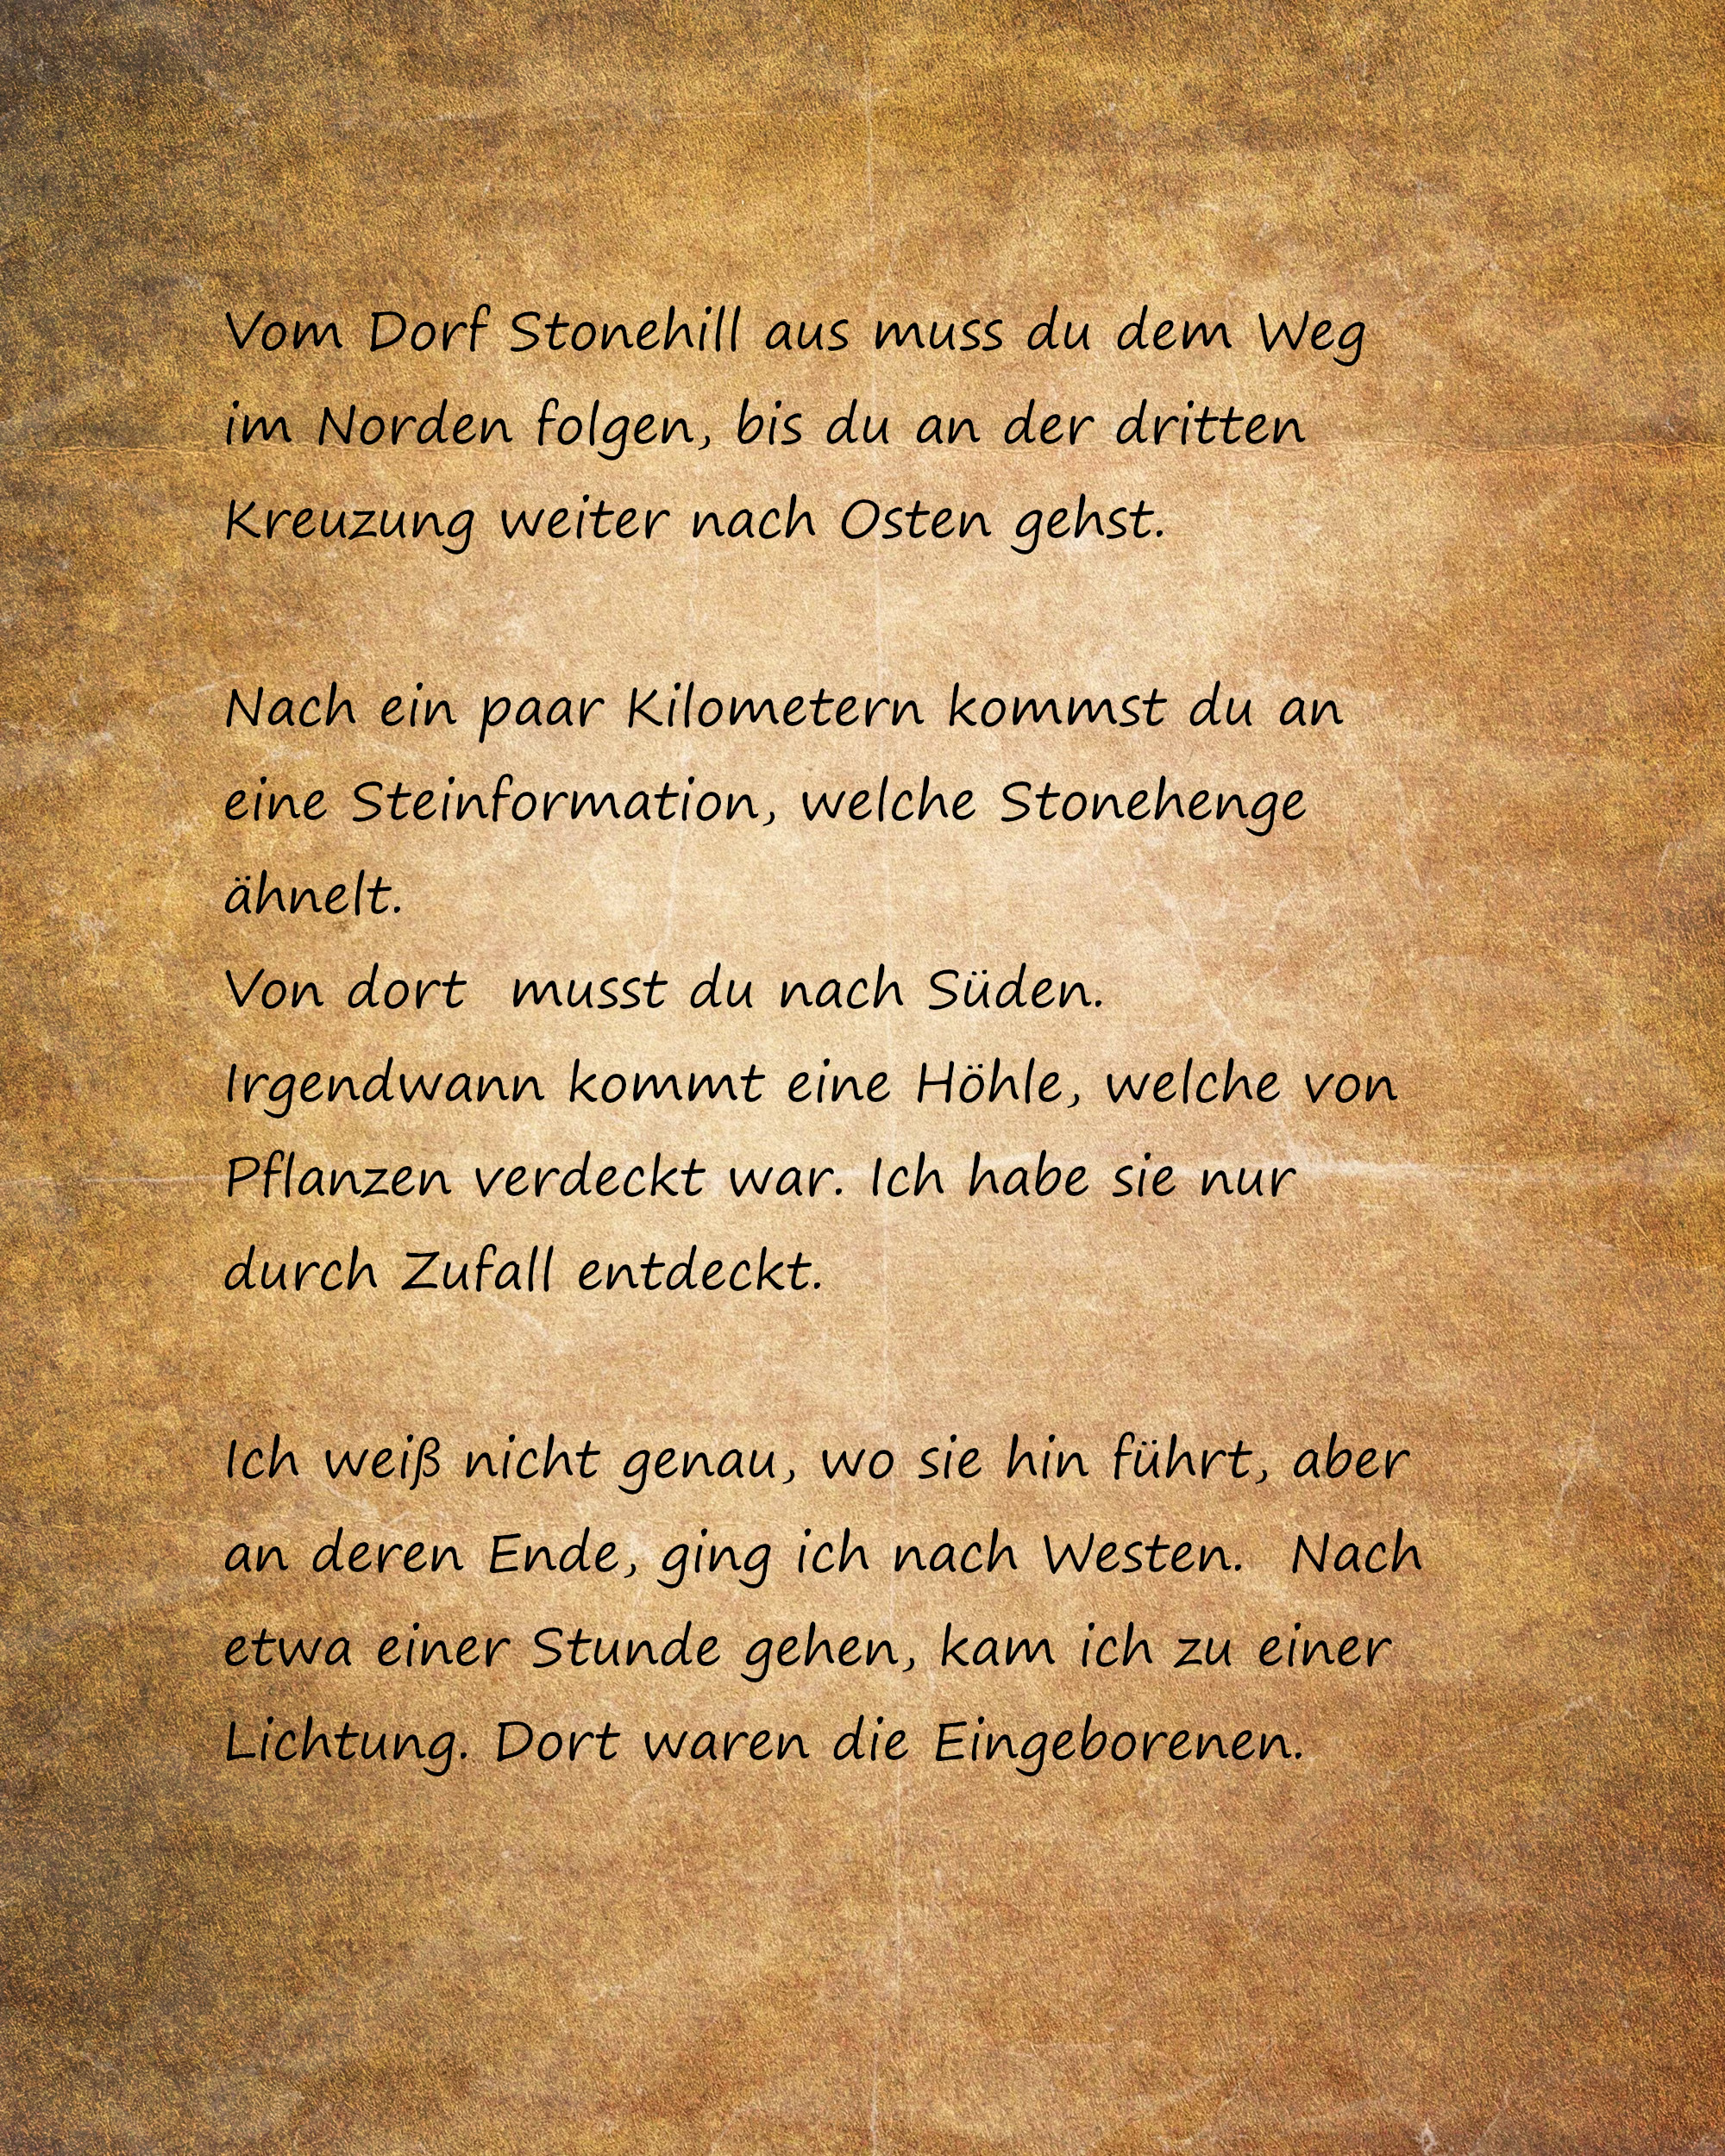 Vom Dorf Stonehill aus muss du dem Weg
im Norden folgen, bis du an der dritten
Kreuzung weiter nach Osten gehst.
Nach ein paar Kilometern kommst du an
eine Steinformation, welche Stonehenge
ähnelt.
Von dort  musst du nach Süden.
Irgendwann kommt eine Höhle, welche von
Pflanzen verdeckt war. Ich habe sie nur
durch Zufall entdeckt.
Ich weiß nicht genau, wo sie hin führt, aber
an deren Ende, ging ich nach Westen.  Nach
etwa einer Stunde gehen, kam ich zu einer
Lichtung. Dort waren die Eingeborenen.